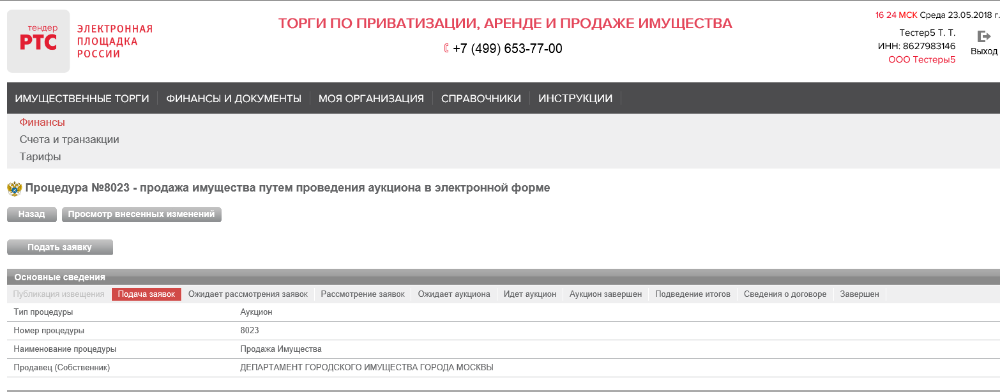 тендер
РТС
ЭЛЕКТРОННАЯ
ПЛОЩАДКА
РОССИИ
ТОРГИ ПО ПРИВАТИЗАЦИИ, АРЕНДЕ И ПРОДАЖЕ ИМУЩЕСТВА
+7 (499) 653-77-00
16 24 МСК Среда 23.05.2018 г.
Тестер5 Т. Т.
ИНН: 8627983146
ООО Тестеры5
Выход
ИМУЩЕСТВЕННЫЕ ТОРГИ ФИНАНСЫ И ДОКУМЕНТЫ МОЯ ОРГАНИЗАЦИЯ СПРАВОЧНИКИ ИНСТРУКЦИИ
Финансы
Счета и транзакции
Тарифы
Процедура №8023 - продажа имущества путем проведения аукциона в электронной форме
Назад Просмотр внесенных изменений
Подать заявку
Основные сведения
Публикация извещения Подача заявок Ожидает рассмотрения заявок Рассмотрение заявок Ожидает аукциона Идет аукцион Аукцион завершен Подведение итогов Сведения о договоре Завершен
Тип процедуры Аукцион
Номер процедуры 8023
Наименование процедуры Продажа Имущества
Продавец (Собственник) ДЕПАРТАМЕНТ ГОРОДСКОГО ИМУЩЕСТВА ГОРОДА МОСКВЫ